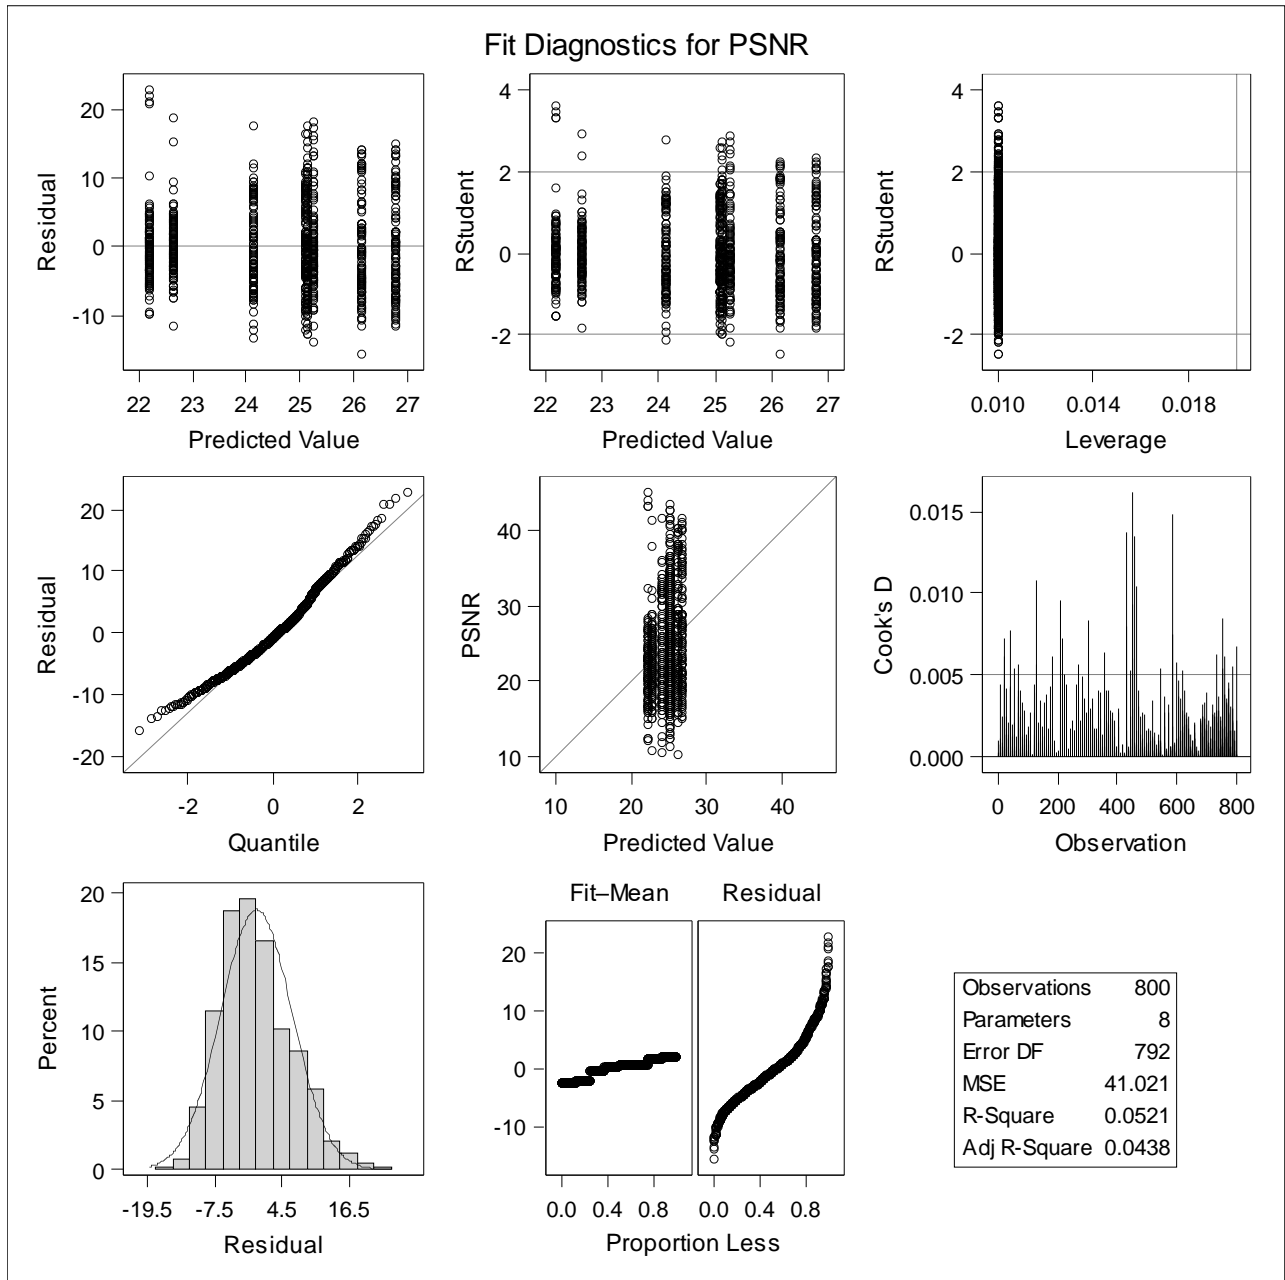 Fit Diagnostics for PSNR
Residual
20
10
0
-10
22 23 24 25 26 27
Predicted Value
RStudent
4
2
0
-2
22 23 24 25 26 27
Predicted Value
RStudent
4
2
0
-2
0.010 0.014 0.018
Leverage
Residual
20
10
0
-10
-20
-2 0 2
Quantile
PSNR
40
30
20
10
10 20 30 40
Predicted Value
Cook's D
0.015
0.010
0.005
0.000
0 200 400 600 800
Observation
Percent
20
15
10
5
0
-19.5 -7.5 4.5 16.5
Residual
Fit–Mean Residual
20
10
0
-10
0.0 0.4 0.8 0.0 0.4 0.8
Proportion Less
Observations 800
Parameters 8
Error DF 792
MSE 41.021
R-Square 0.0521
Adj R-Square 0.0438